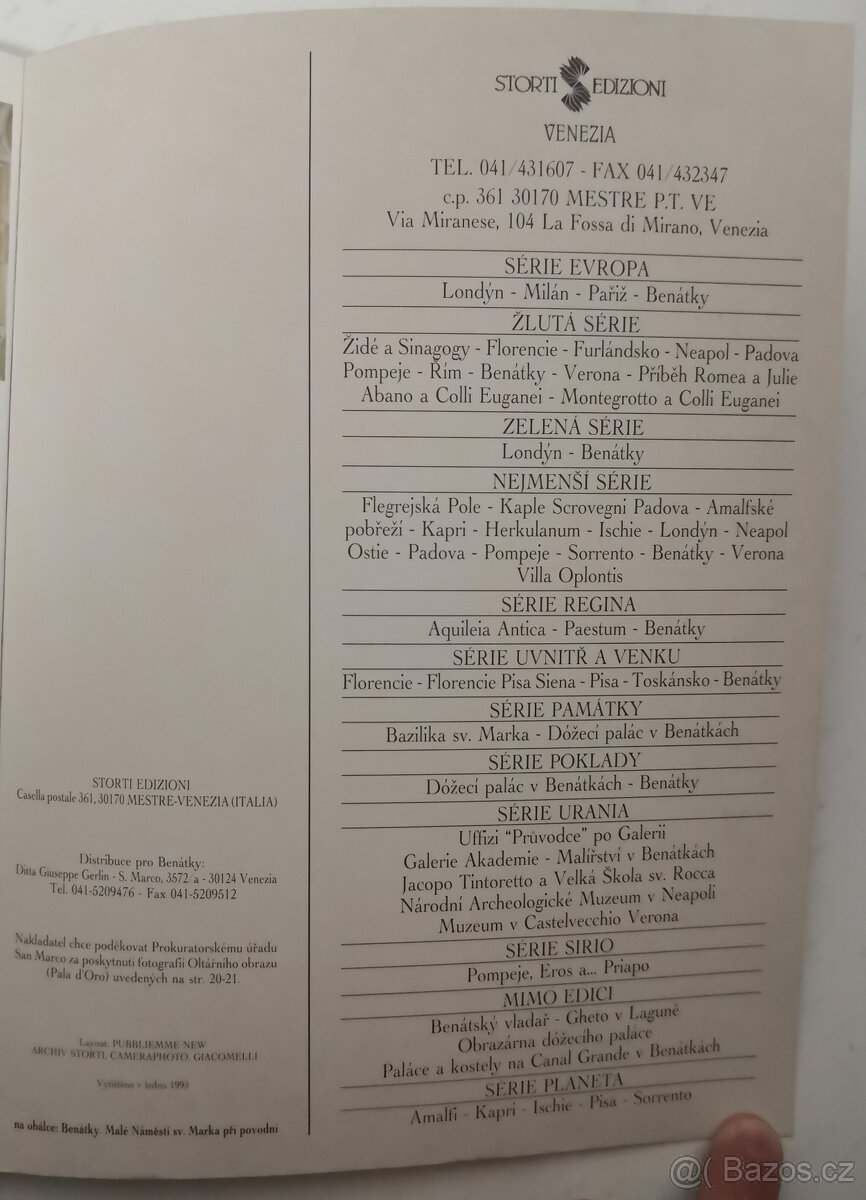 STORTI EDIZIONI
Casella postale 361, 30170 MESTRE-VENEZIA (ITALIA)
Distribuce pro Benátky:
Ditta Giuseppe Gerlin - S. Marco, 3572/a - 30124 Venezia
Tel. 041-5209476 - Fax 041-5209512
Nakladatel chce poděkovat Prokuratorskému úřadu
San Marco za poskytnutí fotografií Oltářního obrazu
(Pala d'Oro) uvedených na str. 20-21.
Layout: PUBBLIEMME NEW
ARCHIV STORTI, CAMERAPHOTO, GIACOMELLI
Vytištěno v lednu 1993
na obálce: Benátky. Malé Náměstí sv. Marka při povodni
STORTI EDIZIONI
VENEZIA
TEL. 041/431607 - FAX 041/432347
c.p. 361 30170 MESTRE P.T. VE
Via Miranese, 104 La Fossa di Mirano, Venezia
SÉRIE EVROPA
Londýn - Milán - Paříž - Benátky
ŽLUTÁ SÉRIE
Židé a Sinagogy - Florencie - Furlándsko - Neapol - Padova
Pompeje - Řím - Benátky - Verona - Příběh Romea a Julie
Abano a Colli Euganei - Montegrotto a Colli Euganei
ZELENÁ SÉRIE
Londýn - Benátky
NEJMENŠÍ SÉRIE
Flegrejská Pole - Kaple Scrovegni Padova - Amalfské
pobřeží - Kapri - Herkulanum - Ischie - Londýn - Neapol
Ostie - Padova - Pompeje - Sorrento - Benátky - Verona
Villa Oplontis
SÉRIE REGINA
Aquileia Antica - Paestum - Benátky
SÉRIE UVNITŘ A VENKU
Florencie - Florencie Pisa Siena - Pisa - Toskánsko - Benátky
SÉRIE PAMÁTKY
Bazilika sv. Marka - Dóžecí palác v Benátkách
SÉRIE POKLADY
Dóžecí palác v Benátkách - Benátky
SÉRIE URANIA
Uffizi “Průvodce” po Galerii
Galerie Akademie - Malířství v Benátkách
Jacopo Tintoretto a Velká Škola sv. Rocca
Národní Archeologické Muzeum v Neapoli
Muzeum v Castelvecchio Verona
SÉRIE SIRIO
Pompeje, Eros a... Priapo
MIMO EDICI
Benátský vladař - Gheto v Laguně
Obrazárna dóžecího paláce
Paláce a kostely na Canal Grande v Benátkách
SÉRIE PLANETA
Amalfi - Kapri - Ischie - Pisa - Sorrento
@( Bazos.cz